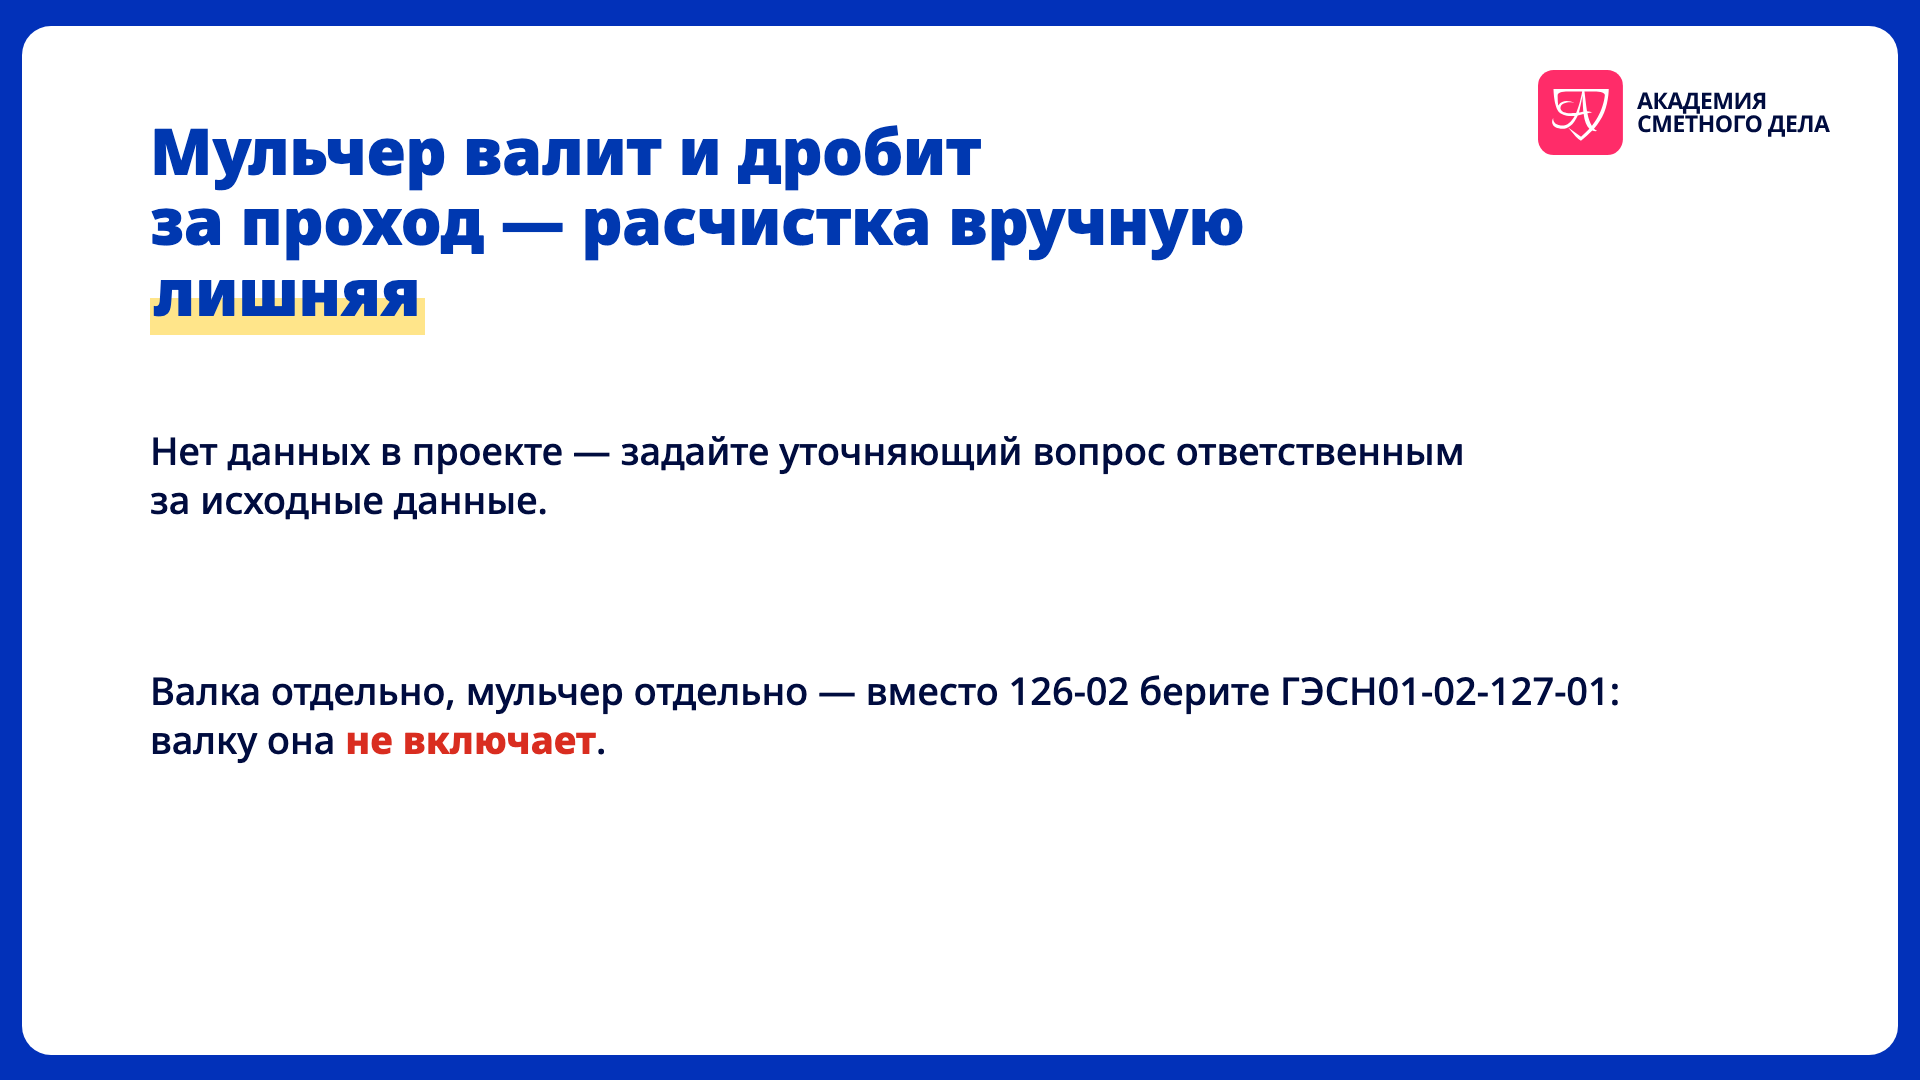 АКАДЕМИЯ
СМЕТНОГО ДЕЛА
Мульчер валит и дробит
за проход — расчистка вручную
лишняя
Нет данных в проекте — задайте уточняющий вопрос ответственным
за исходные данные.
Валка отдельно, мульчер отдельно — вместо 126-02 берите ГЭСН01-02-127-01:
валку она не включает.